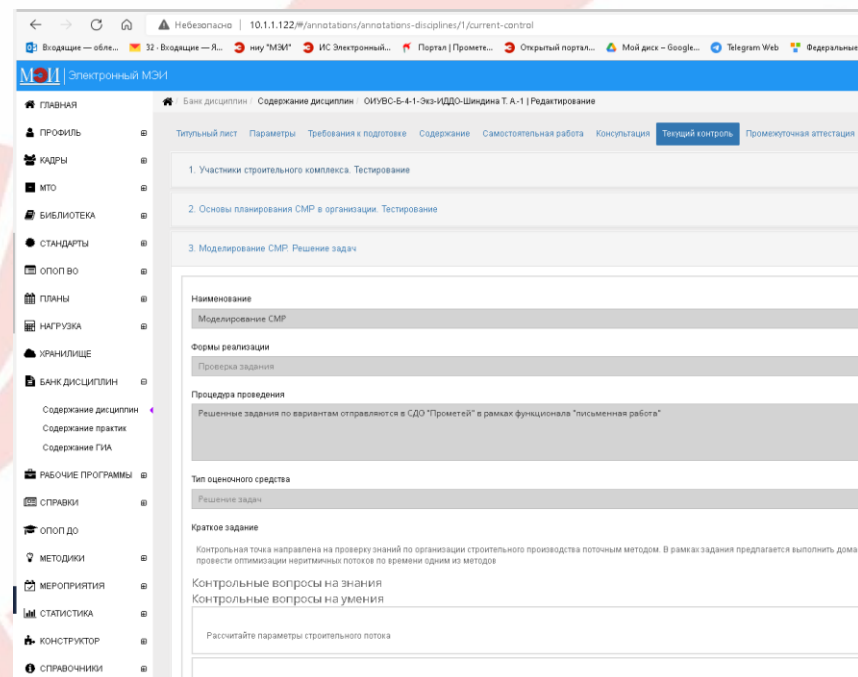 Небезопасно | 10.1.1.122/#/annotations/annotations-disciplines/1/current-control
Входящие — обле... 32 - Входящие — Я... ниу "МЭИ" ИС Электронный... Портал | Промете... Открытый портал... Мой диск – Google... Telegram Web Федеральные
МЭИ | Электронный МЭИ
ГЛАВНАЯ
ПРОФИЛЬ
КАДРЫ
МТО
БИБЛИОТЕКА
СТАНДАРТЫ
ОПОП ВО
ПЛАНЫ
НАГРУЗКА
ХРАНИЛИЩЕ
БАНК ДИСЦИПЛИН
Содержание дисциплин
Содержание практик
Содержание ГИА
РАБОЧИЕ ПРОГРАММЫ
СПРАВКИ
ОПОП ДО
МЕТОДИКИ
МЕРОПРИЯТИЯ
СТАТИСТИКА
КОНСТРУКТОР
СПРАВОЧНИКИ
/ Банк дисциплин / Содержание дисциплин / ОИУВС-Б-4-1-Экз-ИДДО-Шиндина Т. А.-1 | Редактирование
Титульный лист Параметры Требования к подготовке Содержание Самостоятельная работа Консультация Текущий контроль Промежуточная аттестация
1. Участники строительного комплекса. Тестирование
2. Основы планирования СМР в организации. Тестирование
3. Моделирование СМР. Решение задач
Наименование
Моделирование СМР
Формы реализации
Проверка задания
Процедура проведения
Решенные задания по вариантам отправляются в СДО "Прометей" в рамках функционала "письменная работа"
Тип оценочного средства
Решение задач
Краткое задание
Контрольная точка направлена на проверку знаний по организации строительного производства поточным методом. В рамках задания предлагается выполнить дома
провести оптимизации неритмичных потоков по времени одним из методов
Контрольные вопросы на знания
Контрольные вопросы на умения
Рассчитайте параметры строительного потока